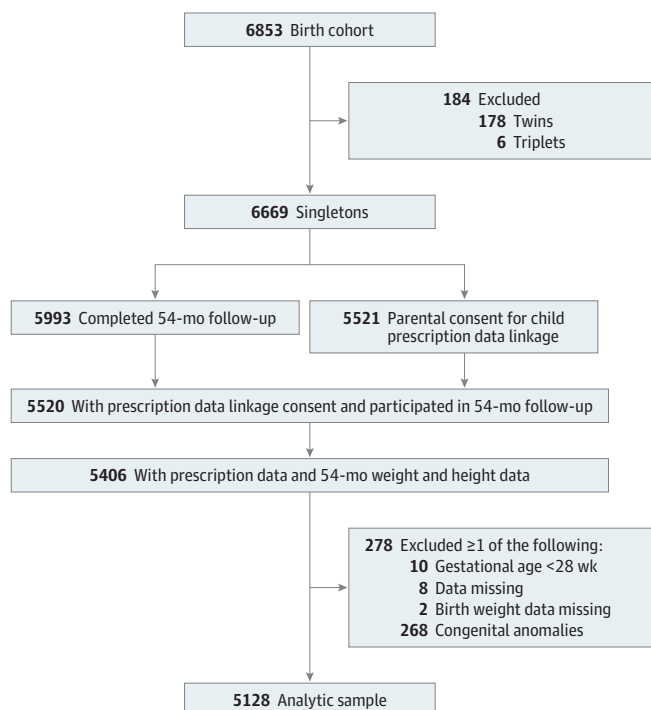 6853 Birth cohort
184 Excluded
178 Twins
6 Triplets
6669 Singletons
5993 Completed 54-mo follow-up
5521 Parental consent for child
prescription data linkage
5520 With prescription data linkage consent and participated in 54-mo follow-up
5406 With prescription data and 54-mo weight and height data
278 Excluded ≥1 of the following:
10 Gestational age <28 wk
8 Data missing
2 Birth weight data missing
268 Congenital anomalies
5128 Analytic sample